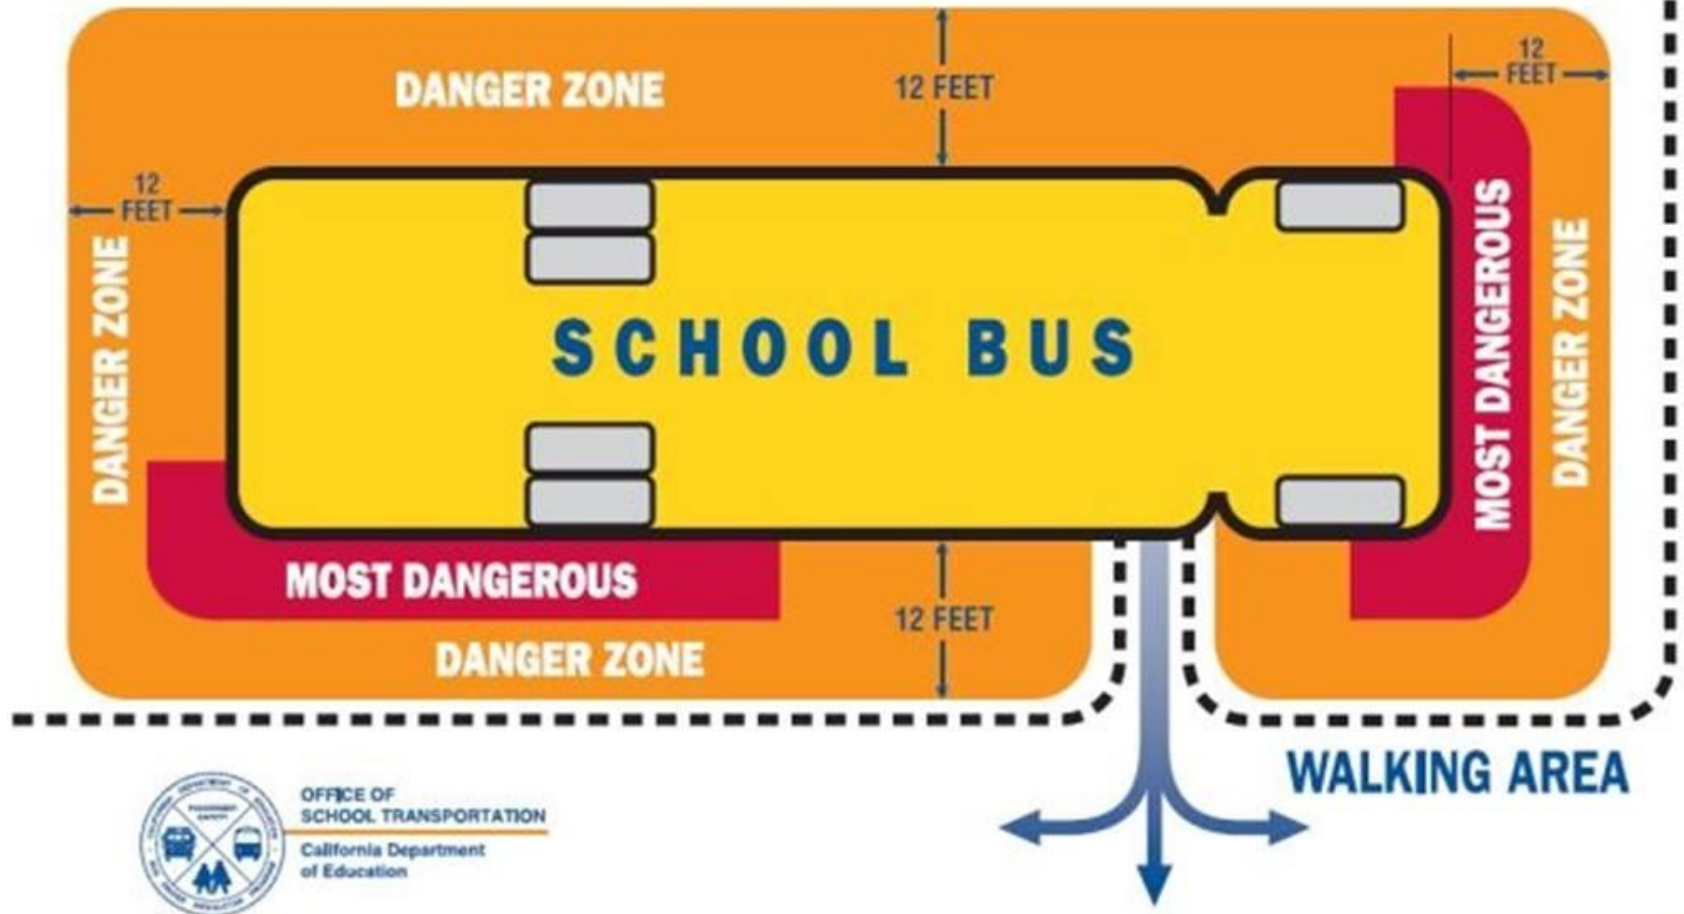 12 FEET
DANGER ZONE
12
FEET
12
FEET
DANGER ZONE
SCHOOL BUS
MOST DANGEROUS
DANGER ZONE
MOST DANGEROUS
12 FEET
DANGER ZONE
WALKING AREA
OFFICE OF
SCHOOL TRANSPORTATION
California Department
of Education